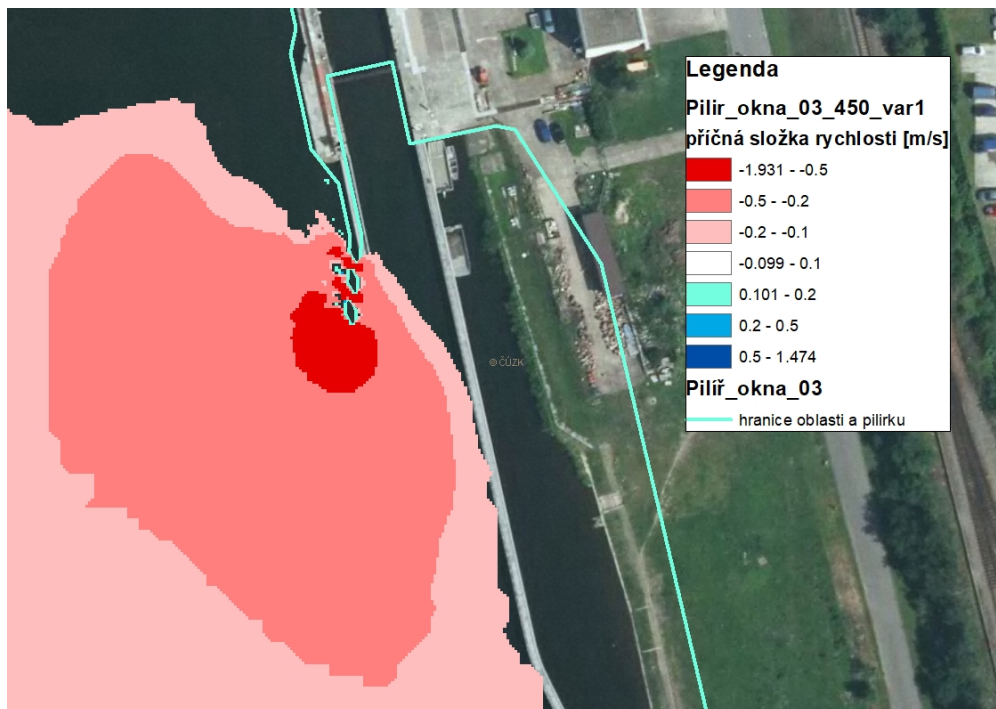 Legenda
Pilir_okna_03_450_var1
příčná složka rychlosti [m/s]
-1.931 - -0.5
-0.5 - -0.2
-0.2 - -0.1
-0.099 - 0.1
0.101 - 0.2
0.2 - 0.5
0.5 - 1.474
Pilíř_okna_03
hranice oblasti a pilirku
© ČÚZK